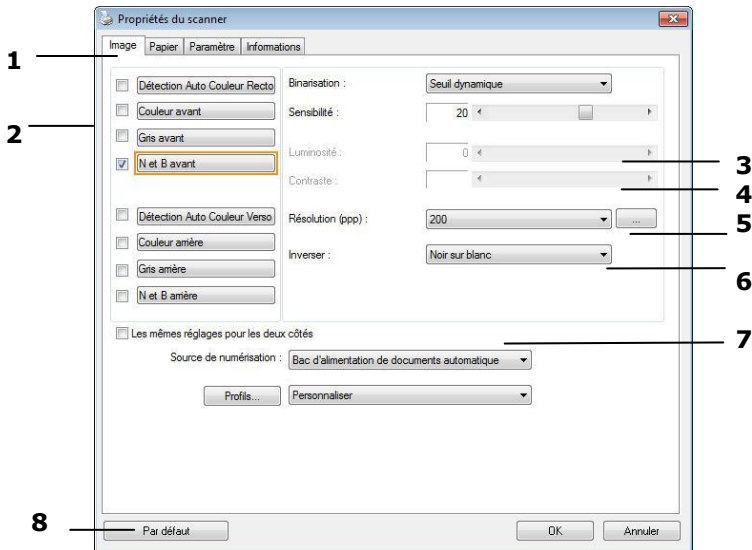 Propriétés du scanner
Image Papier Paramètre Informations
1
Détection Auto Couleur Recto Binarisation : Seuil dynamique
Couleur avant Sensibilité : 20
2
Gris avant
N et B avant Luminosité : 0
3
Contraste :
4
Détection Auto Couleur Verso Résolution (ppp) : 200 ...
5
Couleur arrière Inverser : Noir sur blanc
Gris arrière
6
N et B arrière
Les mêmes réglages pour les deux côtés
7
Source de numérisation : Bac d'alimentation de documents automatique
Profils... Personnaliser
8 Par défaut OK Annuler